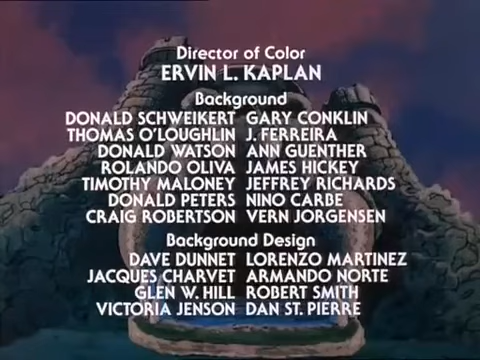 Director of Color
ERVIN L. KAPLAN
Background
DONALD SCHWEIKERT GARY CONKLIN
THOMAS O'LOUGHLIN J. FERREIRA
DONALD WATSON ANN GUENTHER
ROLANDO OLIVA JAMES HICKEY
TIMOTHY MALONEY JEFFREY RICHARDS
DONALD PETERS NINO CARBE
CRAIG ROBERTSON VERN JORGENSEN
Background Design
DAVE DUNNET LORENZO MARTINEZ
JACQUES CHARVET ARMANDO NORTE
GLEN W. HILL ROBERT SMITH
VICTORIA JENSON DAN ST. PIERRE